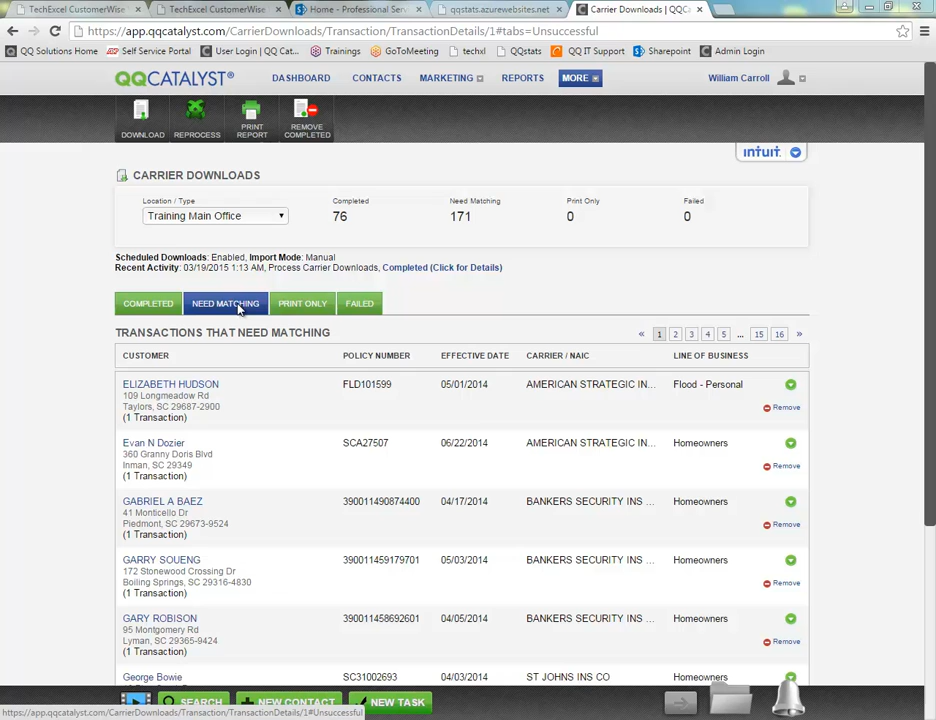 TechExcel CustomerWise
TechExcel CustomerWise
Home - Professional Serv
qqstats.azurewebsites.net
Carrier Downloads | QQC
https://app.qqcatalyst.com/CarrierDownloads/Transaction/TransactionDetails/1#tabs=Unsuccessful
QQ Solutions Home
Self Service Portal
User Login | QQ Cat...
Trainings
GoToMeeting
techxl
QQstats
QQ IT Support
Sharepoint
Admin Login
QQCATALYST®
DASHBOARD
CONTACTS
MARKETING
REPORTS
MORE
William Carroll
DOWNLOAD
REPROCESS
PRINT
REPORT
REMOVE
COMPLETED
intuit.
CARRIER DOWNLOADS
Location / Type
Completed
Need Matching
Print Only
Failed
Training Main Office
76
171
0
0
Scheduled Downloads: Enabled, Import Mode: Manual
Recent Activity: 03/19/2015 1:13 AM, Process Carrier Downloads, Completed (Click for Details)
COMPLETED
NEED MATCHING
PRINT ONLY
FAILED
TRANSACTIONS THAT NEED MATCHING
« 1 2 3 4 5 ... 15 16 »
CUSTOMER POLICY NUMBER EFFECTIVE DATE CARRIER / NAIC LINE OF BUSINESS
ELIZABETH HUDSON FLD101599 05/01/2014 AMERICAN STRATEGIC IN... Flood - Personal
109 Longmeadow Rd
Taylors, SC 29687-2900
Remove
(1 Transaction)
Evan N Dozier SCA27507 06/22/2014 AMERICAN STRATEGIC IN... Homeowners
360 Granny Doris Blvd
Inman, SC 29349
Remove
(1 Transaction)
GABRIEL A BAEZ 390011490874400 04/17/2014 BANKERS SECURITY INS ... Homeowners
41 Monticello Dr
Piedmont, SC 29673-9524
Remove
(1 Transaction)
GARRY SOUENG 390011459179701 05/03/2014 BANKERS SECURITY INS ... Homeowners
172 Stonewood Crossing Dr
Boiling Springs, SC 29316-4830
Remove
(1 Transaction)
GARY ROBISON 390011458692601 04/05/2014 BANKERS SECURITY INS ... Homeowners
95 Montgomery Rd
Lyman, SC 29365-9424
Remove
(1 Transaction)
George Bowie SC31002693 04/03/2014 ST JOHNS INS CO Homeowners
SEARCH
NEW CONTACT
NEW TASK
https://app.qqcatalyst.com/CarrierDownloads/Transaction/TransactionDetails/1#Unsuccessful